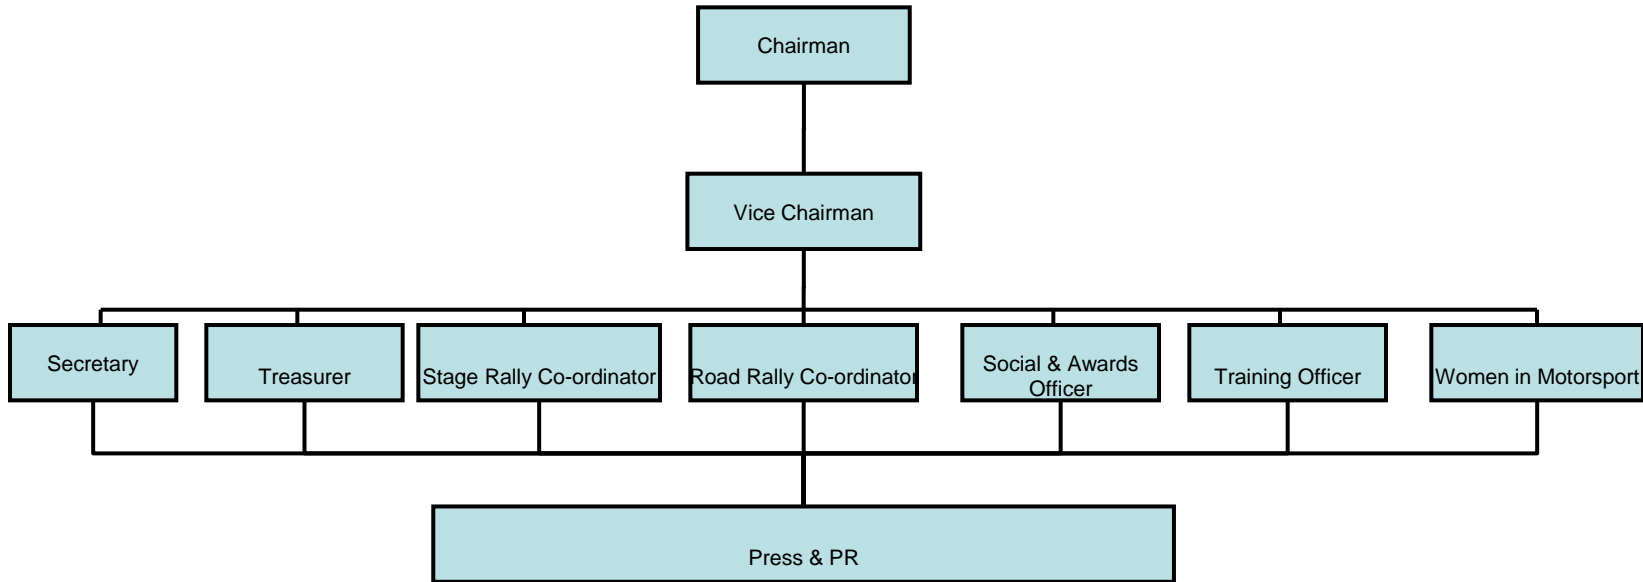 Chairman
Vice Chairman
Secretary
Treasurer
Stage Rally Co-ordinator
Road Rally Co-ordinator
Social & Awards
Officer
Training Officer
Women in Motorsport
Press & PR